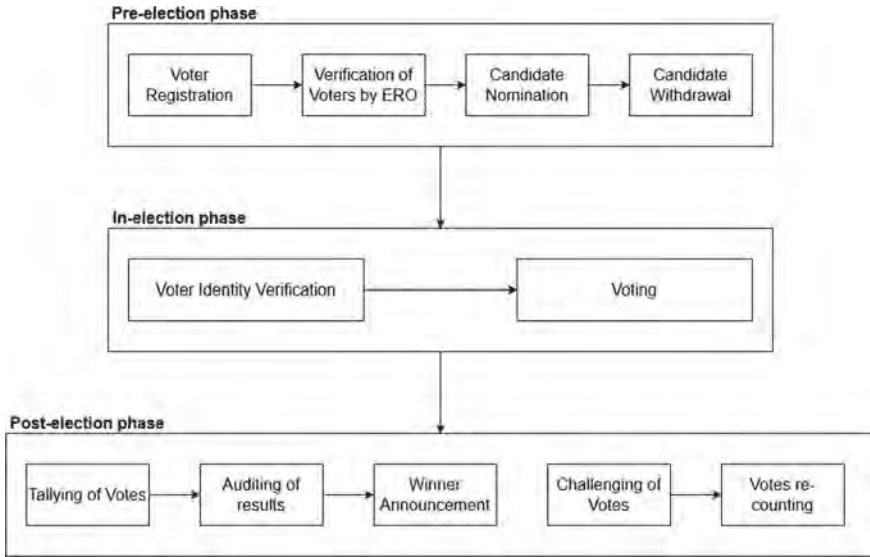 Pre-election phase
Voter
Registration
Verification of
Voters by ERO
Candidate
Nomination
Candidate
Withdrawal
In-election phase
Voter Identity Verification
Voting
Post-election phase
Tallying of Votes
Auditing of
results
Winner
Announcement
Challenging of
Votes
Votes re-
counting